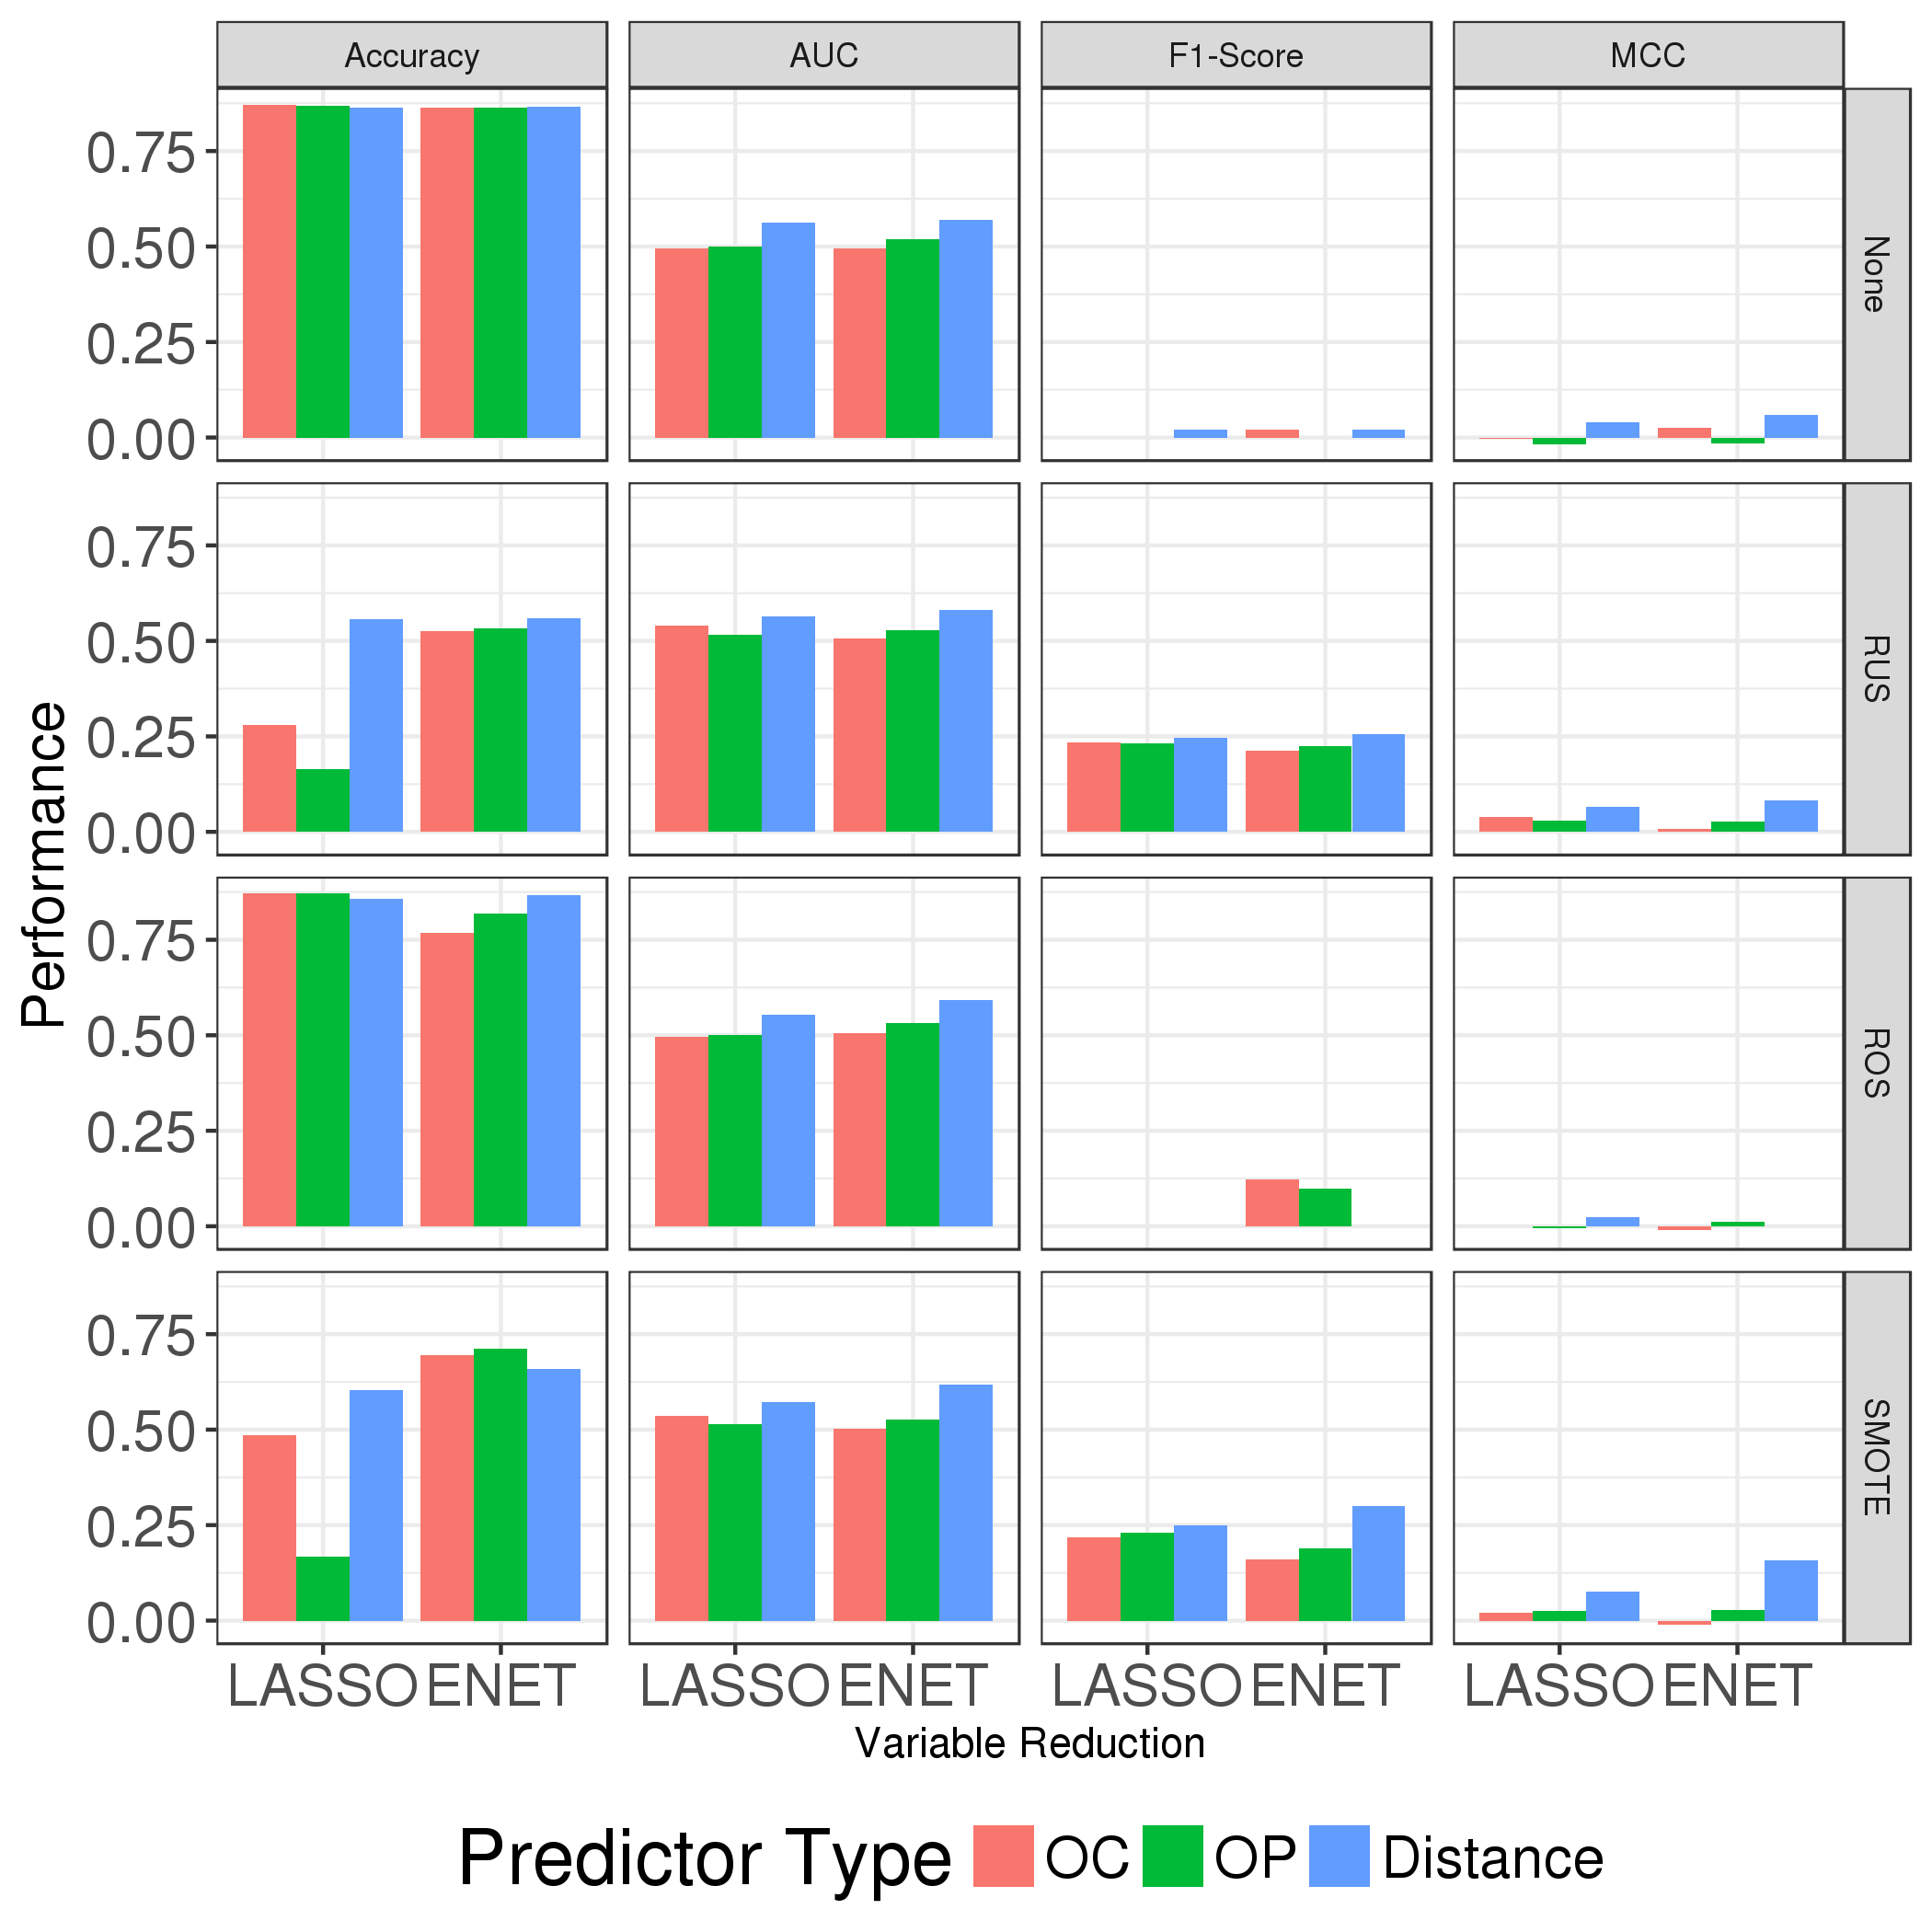 Accuracy AUC F1-Score MCC
None
0.75
0.50
0.25
0.00
RUS
0.75
0.50
0.25
0.00
Performance
ROS
0.75
0.50
0.25
0.00
SMOTE
0.75
0.50
0.25
0.00
LASSO ENET LASSO ENET LASSO ENET LASSO ENET
Variable Reduction
Predictor Type OC OP Distance